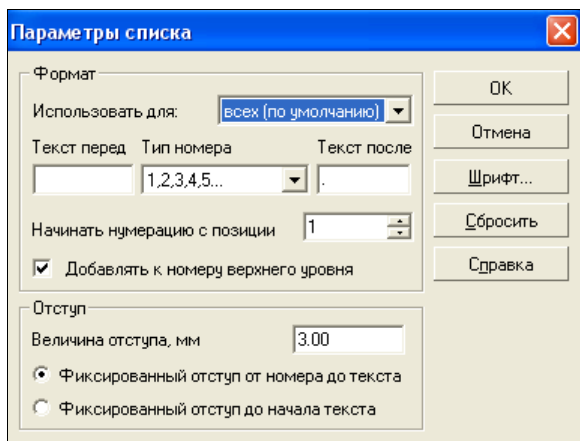 Параметры списка
Формат
Использовать для: всех (по умолчанию)
Текст перед Тип номера Текст после
1,2,3,4,5... .
Начинать нумерацию с позиции 1
Добавлять к номеру верхнего уровня
Отступ
Величина отступа, мм 3.00
Фиксированный отступ от номера до текста
Фиксированный отступ до начала текста
OK
Отмена
Шрифт...
Сбросить
Справка